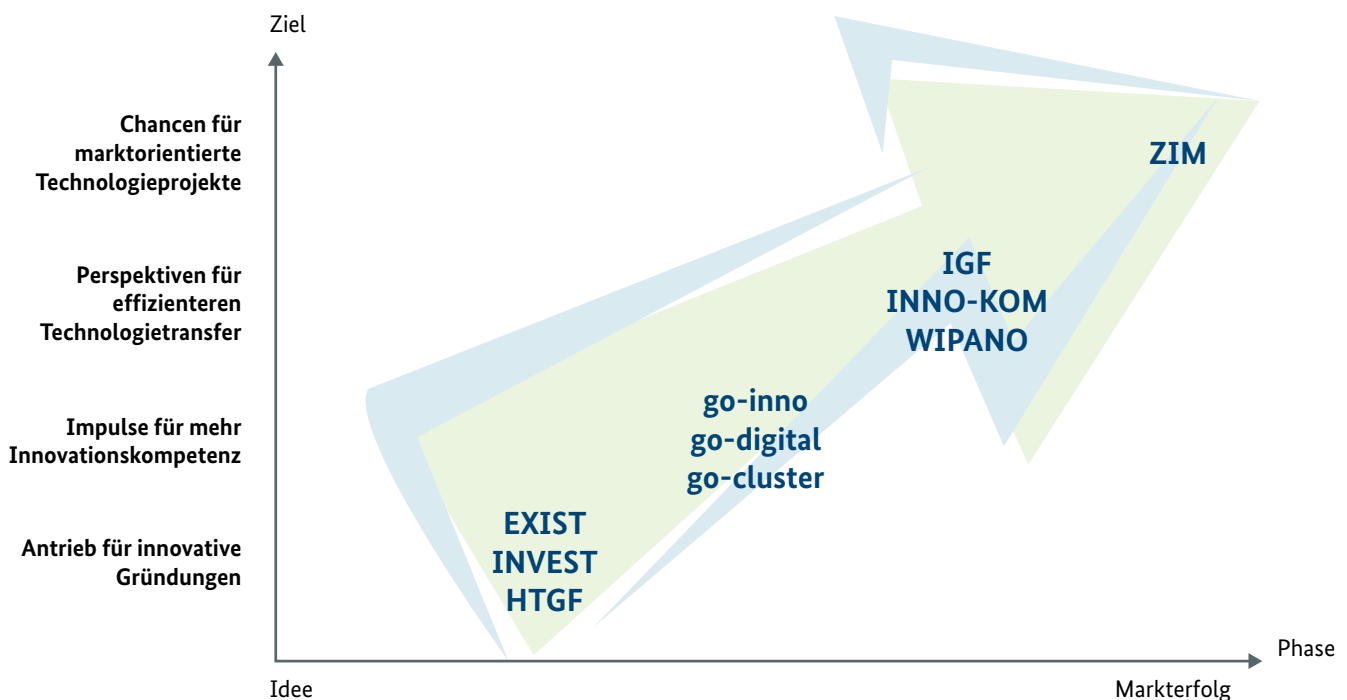 Ziel
Chancen für
marktorientierte
Technologieprojekte
ZIM
Perspektiven für
effizienteren
Technologietransfer
IGF
INNO-KOM
WIPANO
Impulse für mehr
Innovationskompetenz
go-inno
go-digital
go-cluster
Antrieb für innovative
Gründungen
EXIST
INVEST
HTGF
Phase
Idee
Markterfolg